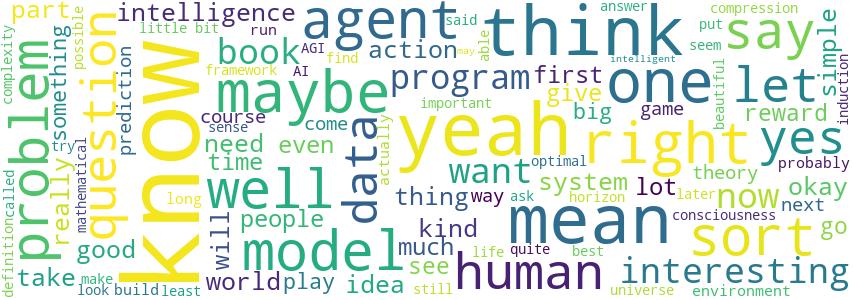 part
intelligence
little bit
run
said
possible
agent
think
able
answer
put
seem
compression
say
complexity
problem
something
question
know
prediction
AGI
AI
find
framework
book
action
maybe
program
first
give
intelligent
may
one
let
beautiful
simple
induction
course
sense
come
important
big
game
reward
yes
try
really
mathematical
need
even
time
data
actually
yeah
right
probably
definition
called
good
long
well
want
optimal
theory
okay
people
thing
way
system
lot
now
later
next
go
take
look
make
build
least
will
world
model
play
idea
kind
much
see
still
life
quite
human
mean
ask
horizon
best
universe
consciousness
sort
interesting
environment